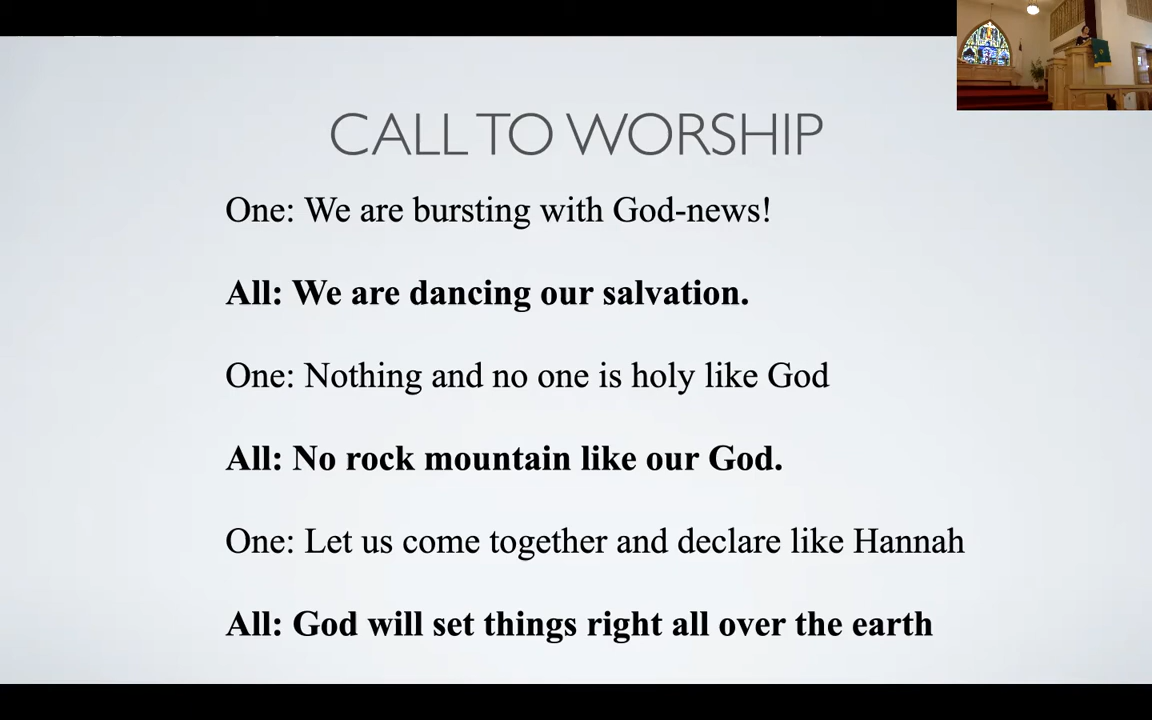 CALL TO WORSHIP
One: We are bursting with God-news!
All: We are dancing our salvation.
One: Nothing and no one is holy like God
All: No rock mountain like our God.
One: Let us come together and declare like Hannah
All: God will set things right all over the earth